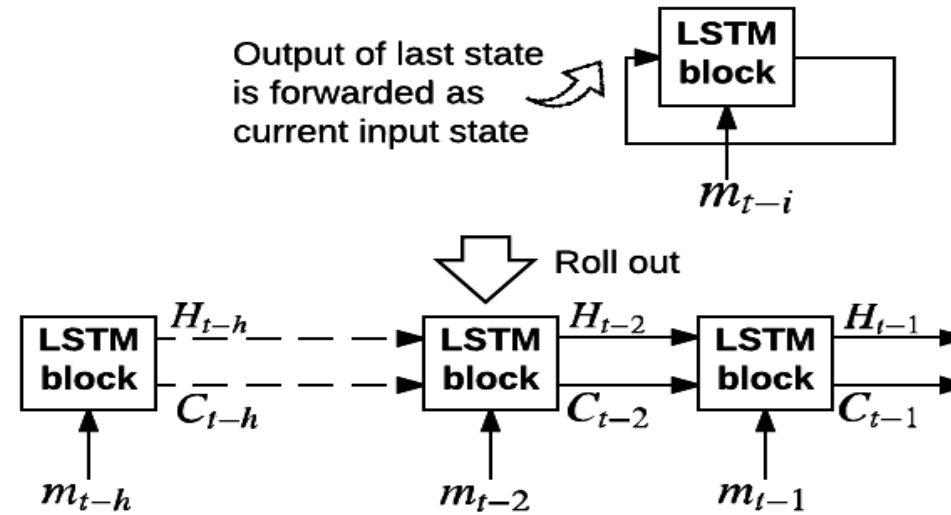 LSTM
block
Output of last state
is forwarded as
current input state
m_{t-i}
Roll out
LSTM
block
H_{t-h}
C_{t-h}
LSTM
block
H_{t-2}
C_{t-2}
LSTM
block
H_{t-1}
C_{t-1}
m_{t-h}
m_{t-2}
m_{t-1}